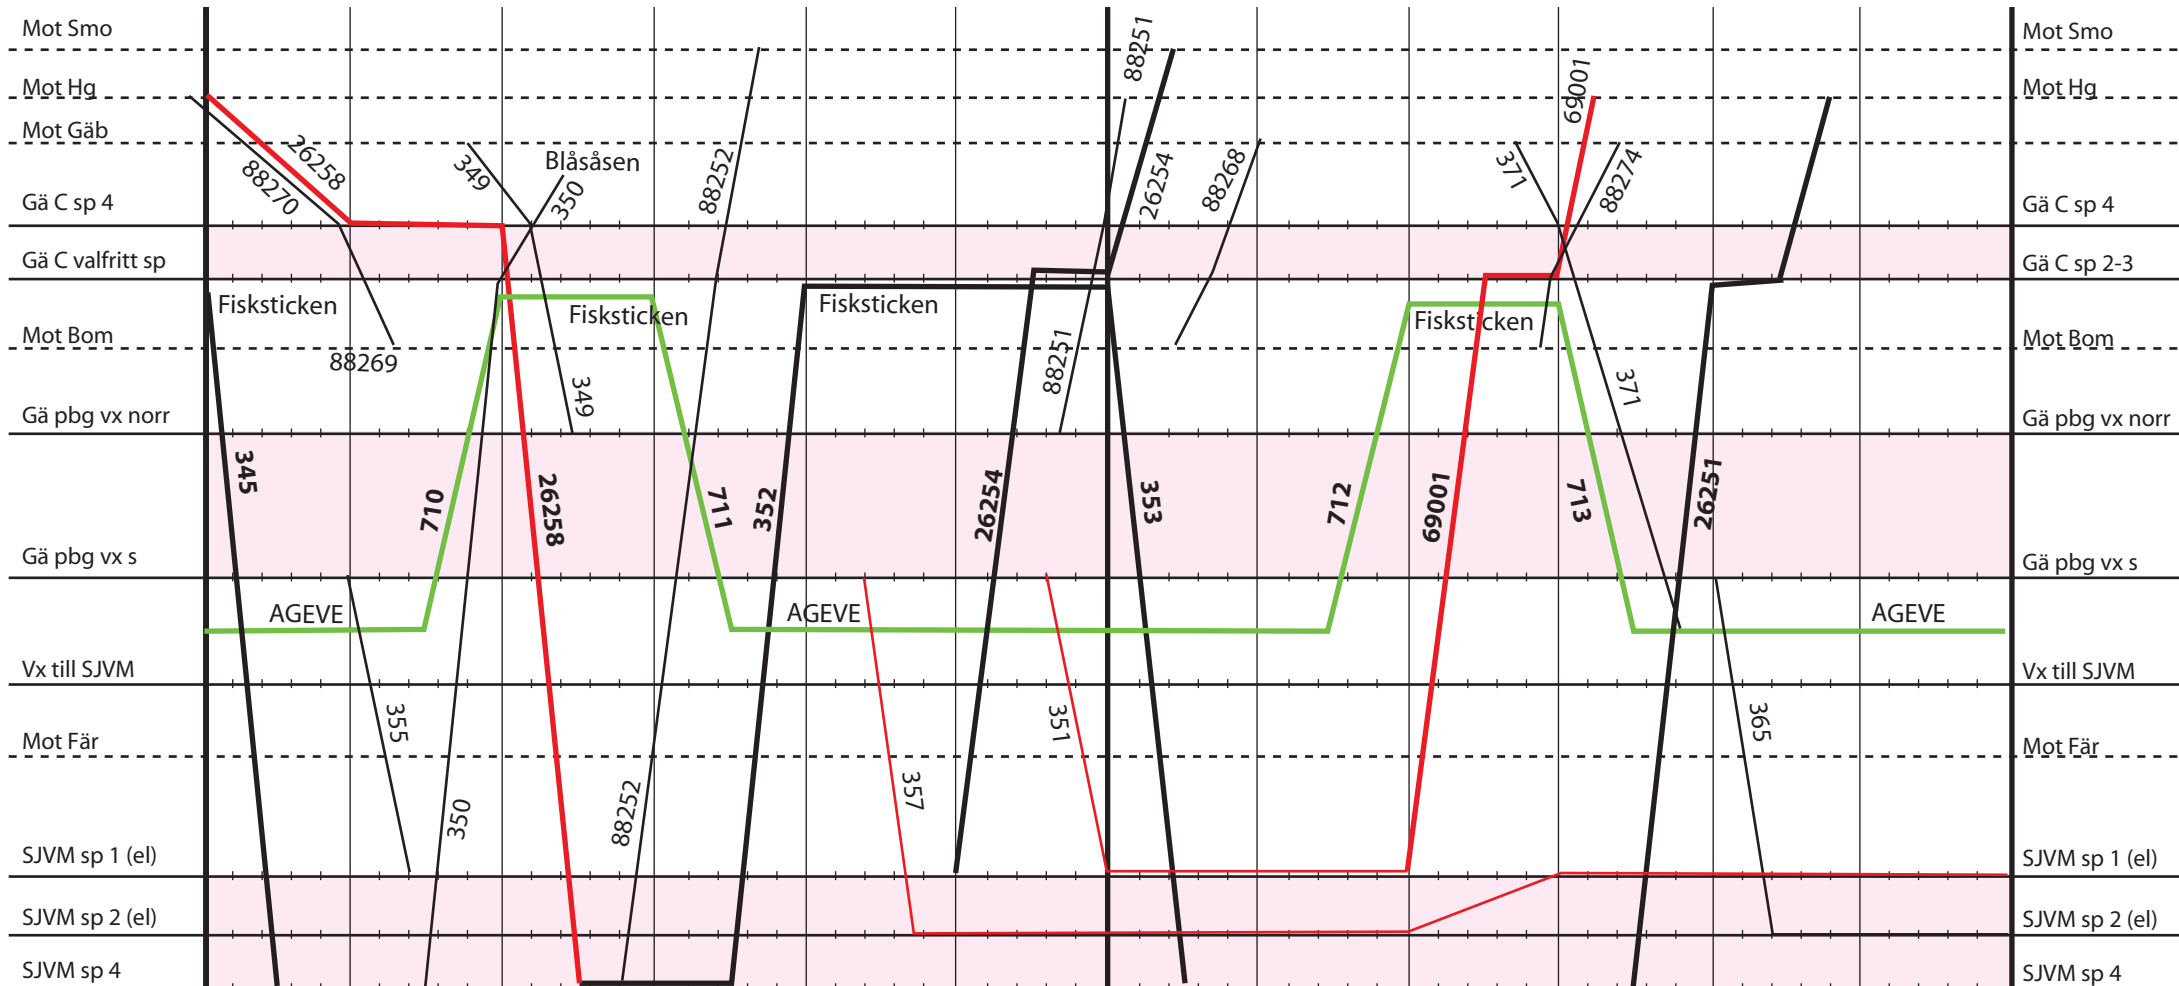 Mot Smo
Mot Hg
Mot Gäb
Gä C sp 4
Gä C valfritt sp
Mot Bom
Gä pbg vx norr
Gä pbg vx s
Vx till SJVM
Mot Fär
SJVM sp 1 (el)
SJVM sp 2 (el)
SJVM sp 4
26258
88270
88269
Fisksticken
345
AGEVE
355
710
350
349
Blåsåsen
350
349
26258
Fisksticken
88252
88252
711
352
Fisksticken
AGEVE
357
26254
351
88251
88251
26254
88268
353
712
Fisksticken
69001
69001
371
88274
371
713
26251
365
AGEVE
Mot Smo
Mot Hg
Gä C sp 4
Gä C sp 2-3
Mot Bom
Gä pbg vx norr
Gä pbg vx s
Vx till SJVM
Mot Fär
SJVM sp 1 (el)
SJVM sp 2 (el)
SJVM sp 4